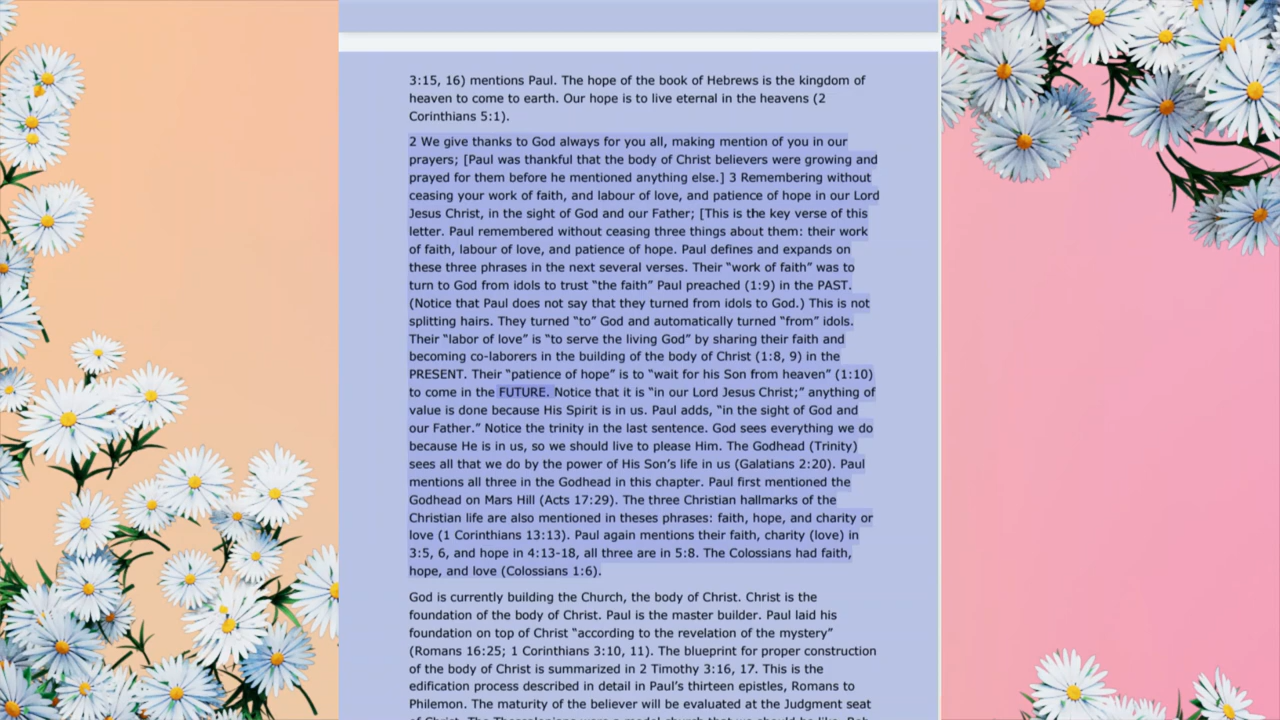 3:15, 16) mentions Paul. The hope of the book of Hebrews is the kingdom of
heaven to come to earth. Our hope is to live eternal in the heavens (2
Corinthians 5:1).
2 We give thanks to God always for you all, making mention of you in our
prayers; [Paul was thankful that the body of Christ believers were growing and
prayed for them before he mentioned anything else.] 3 Remembering without
ceasing your work of faith, and labour of love, and patience of hope in our Lord
Jesus Christ, in the sight of God and our Father; [This is the key verse of this
letter. Paul remembered without ceasing three things about them: their work
of faith, labour of love, and patience of hope. Paul defines and expands on
these three phrases in the next several verses. Their “work of faith” was to
turn to God from idols to trust “the faith” Paul preached (1:9) in the PAST.
(Notice that Paul does not say that they turned from idols to God.) This is not
splitting hairs. They turned “to” God and automatically turned “from” idols.
Their “labor of love” is “to serve the living God” by sharing their faith and
becoming co-laborers in the building of the body of Christ (1:8, 9) in the
PRESENT. Their “patience of hope” is to “wait for his Son from heaven” (1:10)
to come in the FUTURE. Notice that it is “in our Lord Jesus Christ;” anything of
value is done because His Spirit is in us. Paul adds, “in the sight of God and
our Father.” Notice the trinity in the last sentence. God sees everything we do
because He is in us, so we should live to please Him. The Godhead (Trinity)
sees all that we do by the power of His Son’s life in us (Galatians 2:20). Paul
mentions all three in the Godhead in this chapter. Paul first mentioned the
Godhead on Mars Hill (Acts 17:29). The three Christian hallmarks of the
Christian life are also mentioned in theses phrases: faith, hope, and charity or
love (1 Corinthians 13:13). Paul again mentions their faith, charity (love) in
3:5, 6, and hope in 4:13-18, all three are in 5:8. The Colossians had faith,
hope, and love (Colossians 1:6).
God is currently building the Church, the body of Christ. Christ is the
foundation of the body of Christ. Paul is the master builder. Paul laid his
foundation on top of Christ “according to the revelation of the mystery”
(Romans 16:25; 1 Corinthians 3:10, 11). The blueprint for proper construction
of the body of Christ is summarized in 2 Timothy 3:16, 17. This is the
edification process described in detail in Paul’s thirteen epistles, Romans to
Philemon. The maturity of the believer will be evaluated at the Judgment seat
of Christ. The Thessalonians were a model church that we should be like. Bob